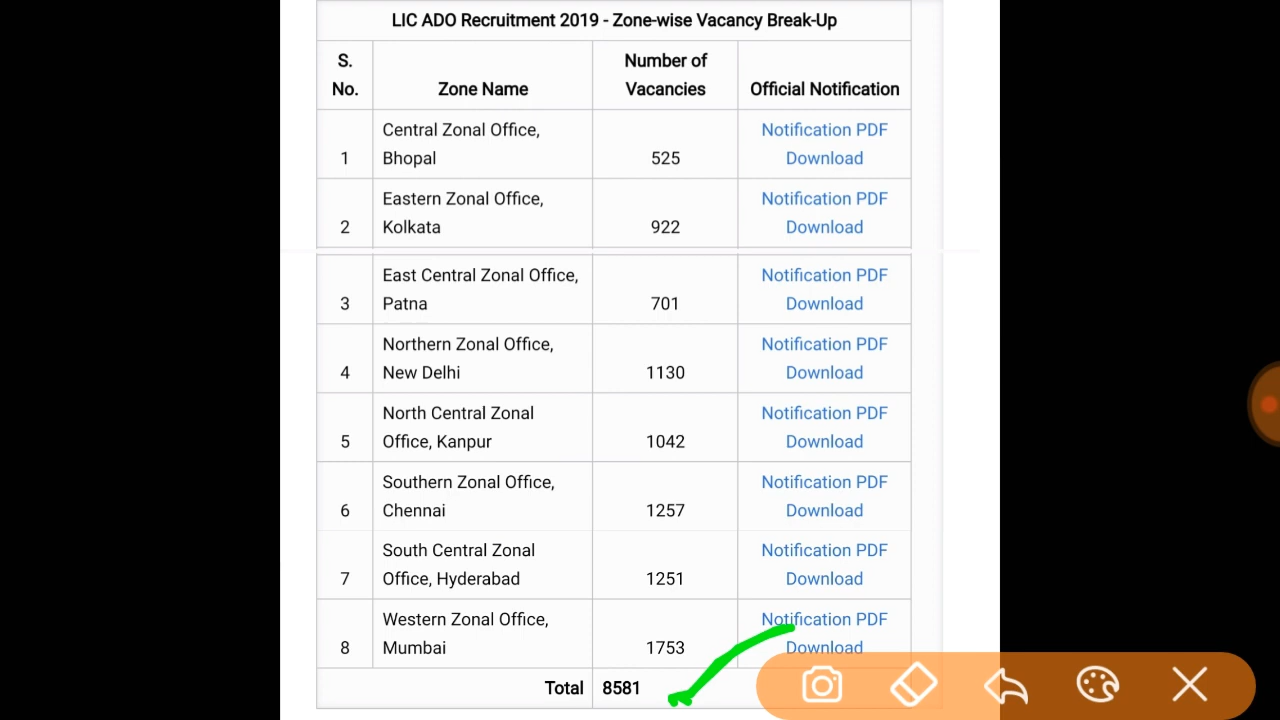 LIC ADO Recruitment 2019 - Zone-wise Vacancy Break-Up
S. No. Zone Name Number of Vacancies Official Notification
1 Central Zonal Office, Bhopal 525 Notification PDF Download
2 Eastern Zonal Office, Kolkata 922 Notification PDF Download
3 East Central Zonal Office, Patna 701 Notification PDF Download
4 Northern Zonal Office, New Delhi 1130 Notification PDF Download
5 North Central Zonal Office, Kanpur 1042 Notification PDF Download
6 Southern Zonal Office, Chennai 1257 Notification PDF Download
7 South Central Zonal Office, Hyderabad 1251 Notification PDF Download
8 Western Zonal Office, Mumbai 1753 Notification PDF Download
Total 8581